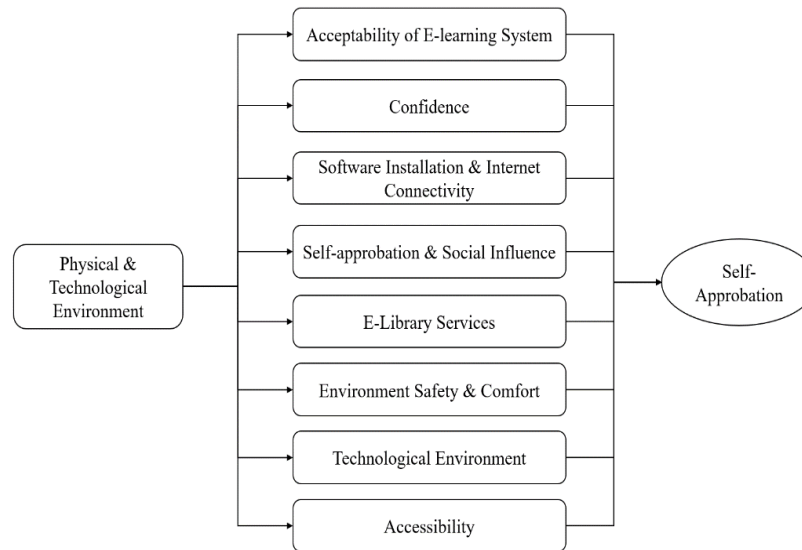 Acceptability of E-learning System
Confidence
Software Installation & Internet
Connectivity
Self-approbation & Social Influence
Physical &
Technological
Environment
Self-
Approbation
E-Library Services
Environment Safety & Comfort
Technological Environment
Accessibility